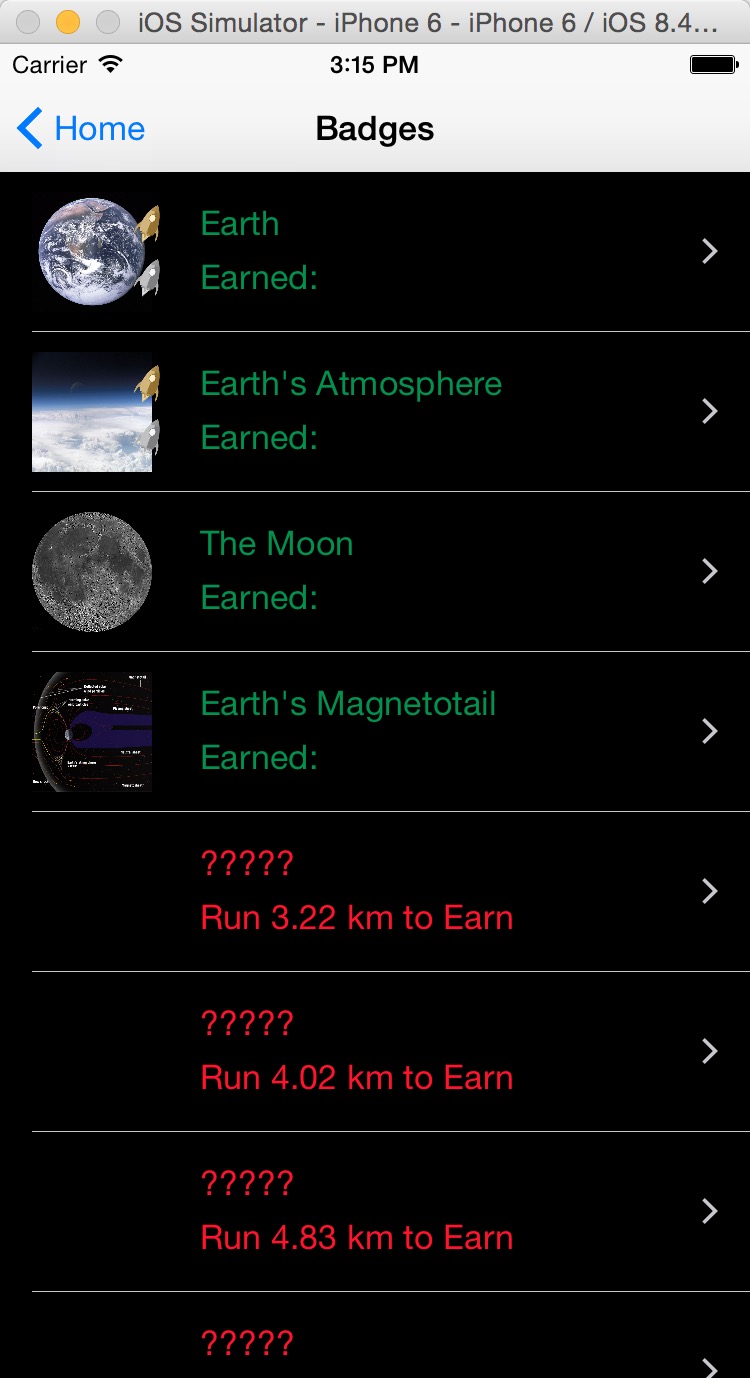 iOS Simulator - iPhone 6 - iPhone 6 / iOS 8.4...
Carrier 3:15 PM
Home Badges
Earth
Earned:
Earth's Atmosphere
Earned:
The Moon
Earned:
Earth's Magnetotail
Earned:
?????
Run 3.22 km to Earn
?????
Run 4.02 km to Earn
?????
Run 4.83 km to Earn
?????